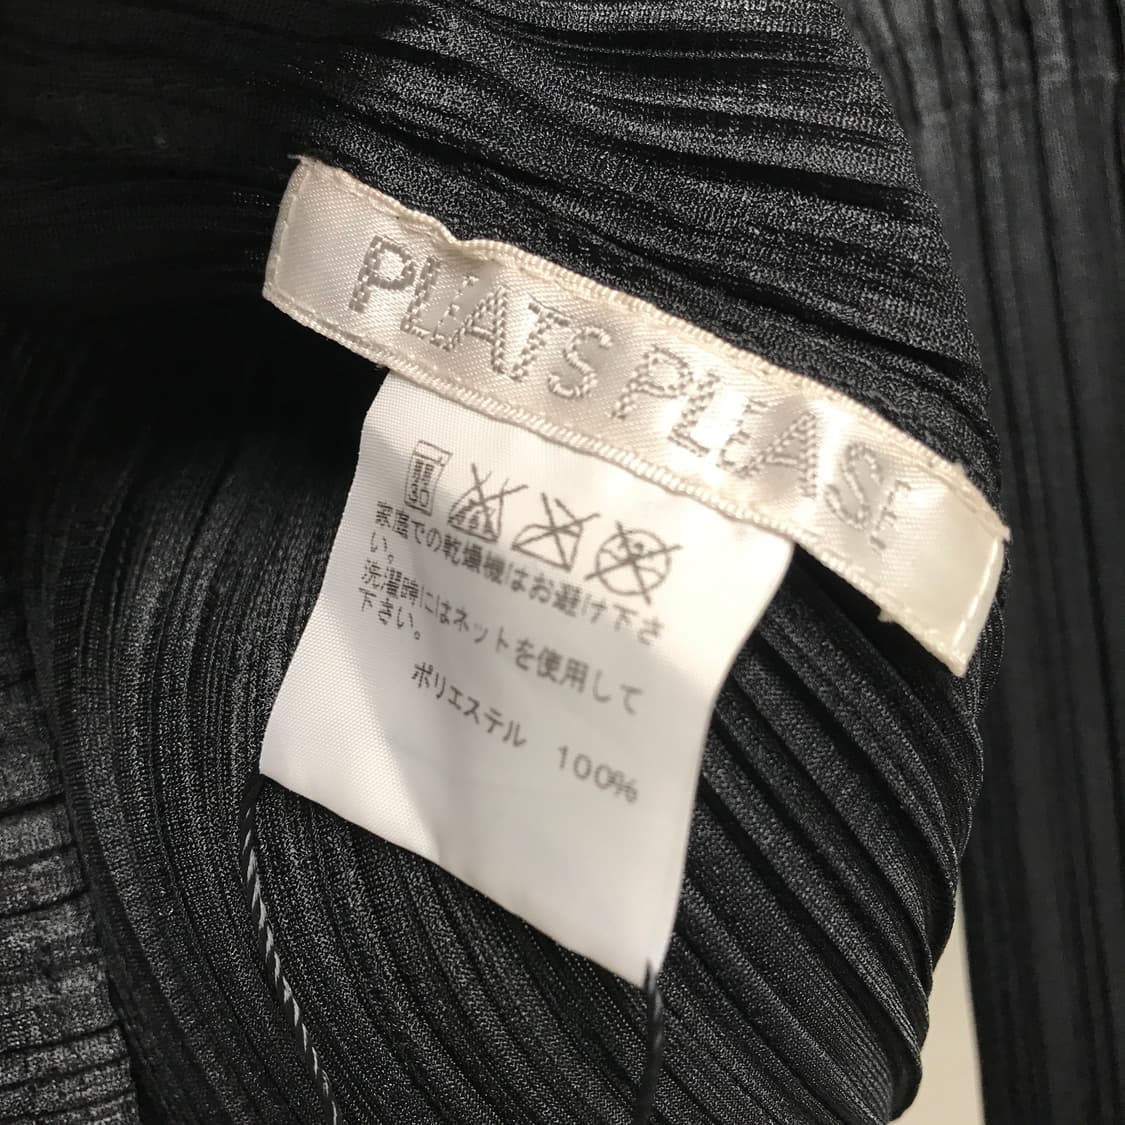 PLEATS PLEASE
家庭での乾燥機はお避け下さ
い。
洗濯時にはネットを使用して
下さい。
ポリエステル 100%